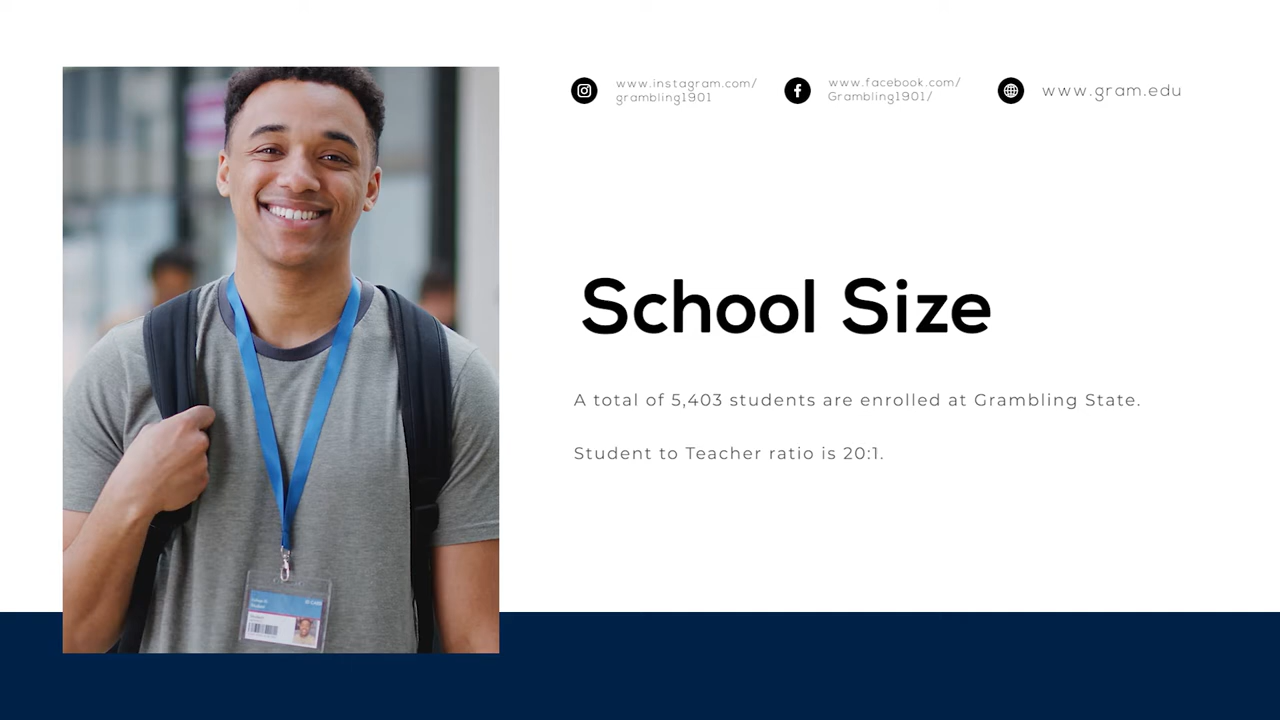 www.instagram.com/
grambling1901
www.facebook.com/
Grambling1901/
www.gram.edu
School Size
A total of 5,403 students are enrolled at Grambling State.
Student to Teacher ratio is 20:1.